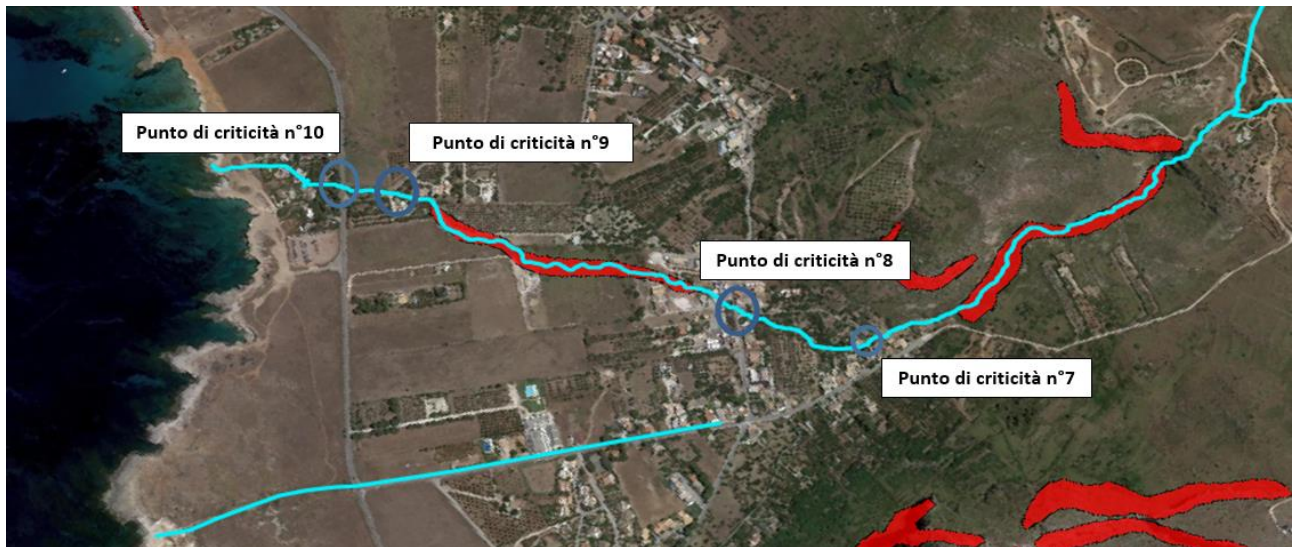 Punto di criticità n°10
Punto di criticità n°9
Punto di criticità n°8
Punto di criticità n°7